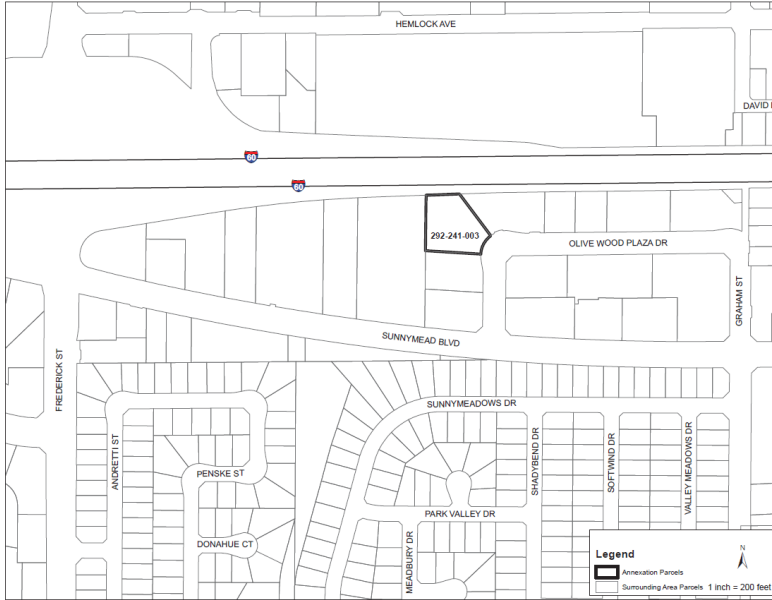 HEMLOCK AVE
60
60
292-241-003
OLIVE WOOD PLAZA DR
GRAHAM ST
SUNNYMEAD BLVD
FREDERICK ST
SUNNYMEADOWS DR
ANDRETTI ST
PENSKE ST
DONAHUE CT
SHADYBEND DR
SOFTWIND DR
VALLEY MEADOWS DR
PARK VALLEY DR
MEADBURY DR
Legend
Annexation Parcels
Surrounding Area Parcels 1 inch = 200 feet
N
DAVID